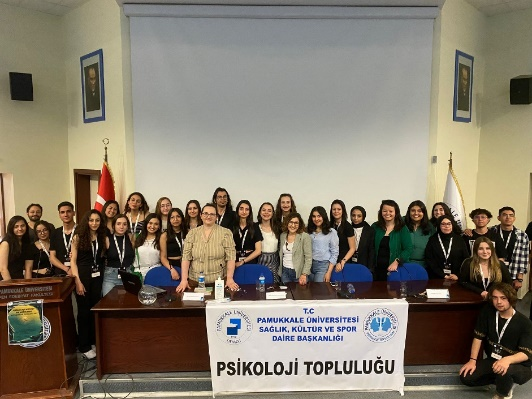 T.C
PAMUKKALE ÜNİVERSİTESİ
SAĞLIK, KÜLTÜR VE SPOR
DAİRE BAŞKANLIĞI
PSİKOLOJİ TOPLULUĞU